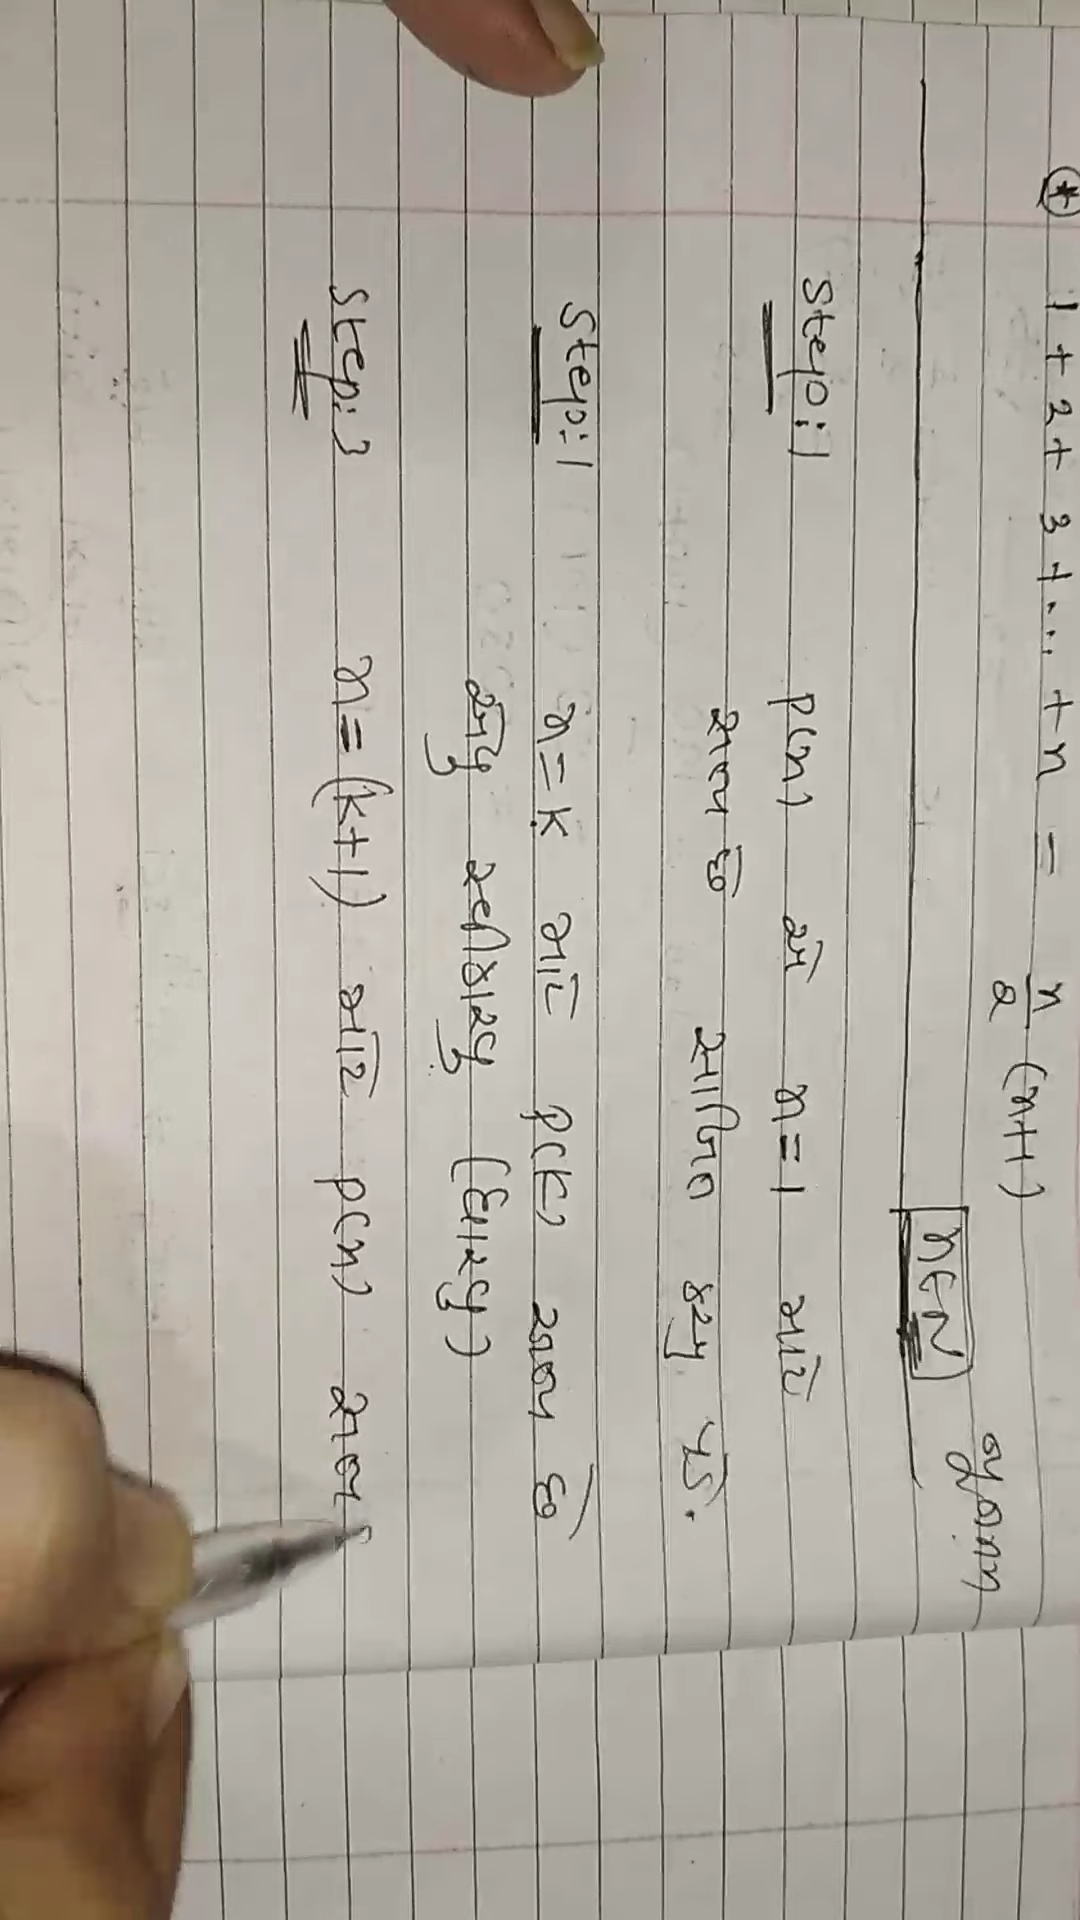 * 1 + 2 + 3 + ... + n = n/2 (n+1)
n∈N
Step:1 P(n) એ n=1 માટે
સત્ય છે સાબિત કરવુ પડે.
Step:1 n=k માટે P(k) સત્ય છે
એવુ સ્વીકારવુ (ધારવુ)
Step:3 n=(k+1) માટે P(n) સત્ય